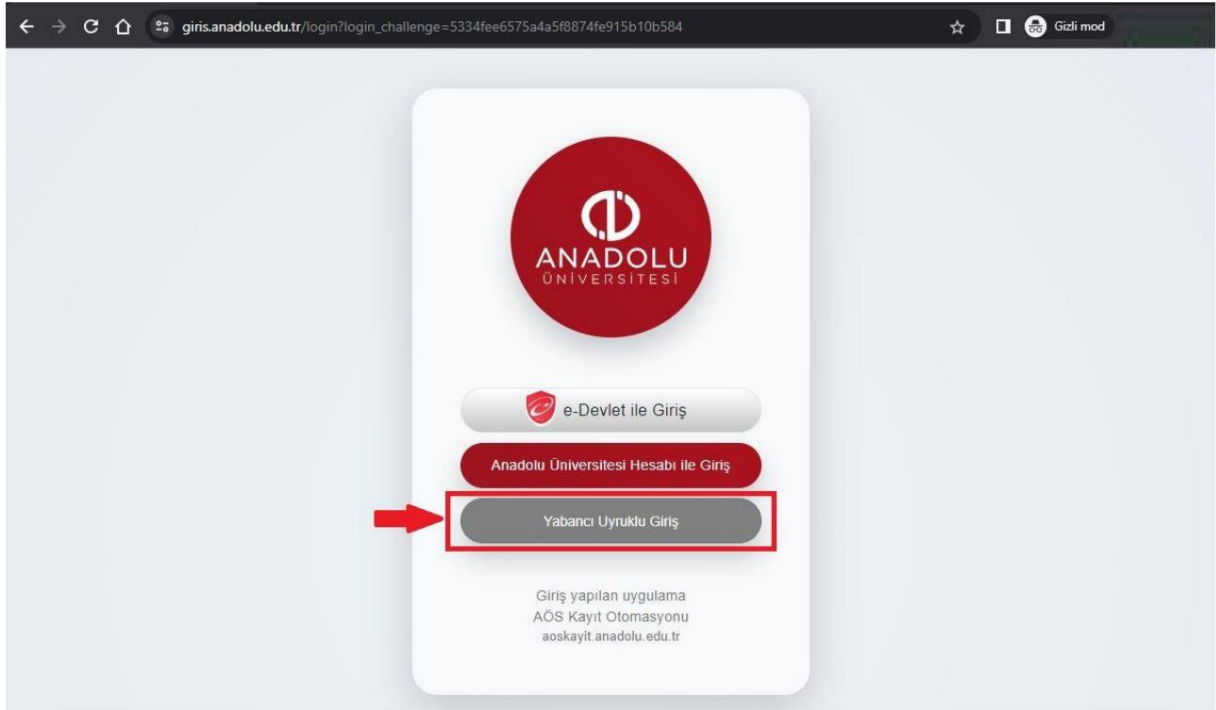 giris.anadolu.edu.tr/login?login_challenge=5334fee6575a4a5f8874fe915b10b584
Gizli mod
ANADOLU
ÜNİVERSİTESİ
e-Devlet ile Giriş
Anadolu Üniversitesi Hesabı ile Giriş
Yabancı Uyruklu Giriş
Giriş yapılan uygulama
AÖS Kayıt Otomasyonu
aoskayit.anadolu.edu.tr